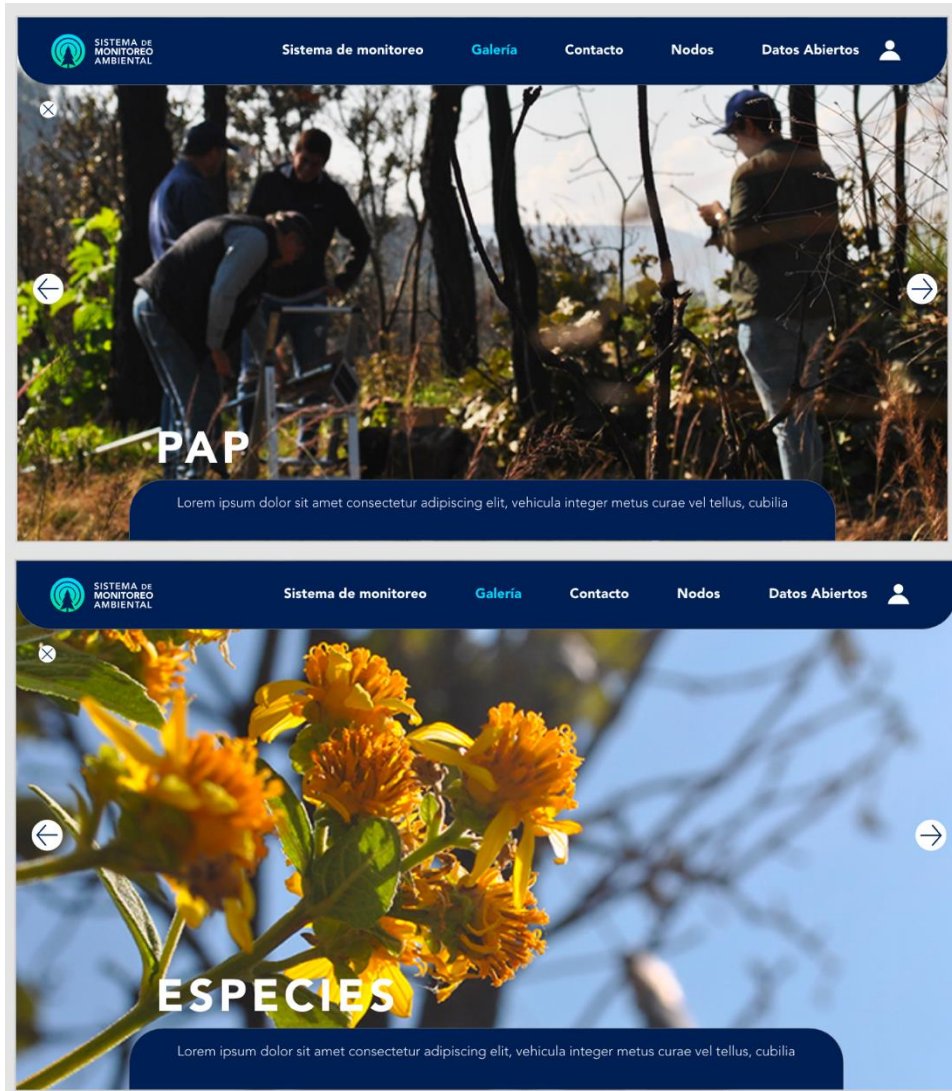 SISTEMA DE
MONITOREO
AMBIENTAL
Sistema de monitoreo Galería Contacto Nodos Datos Abiertos
PAP
Lorem ipsum dolor sit amet consectetur adipiscing elit, vehicula integer metus curae vel tellus, cubilia
SISTEMA DE
MONITOREO
AMBIENTAL
Sistema de monitoreo Galería Contacto Nodos Datos Abiertos
ESPECIES
Lorem ipsum dolor sit amet consectetur adipiscing elit, vehicula integer metus curae vel tellus, cubilia